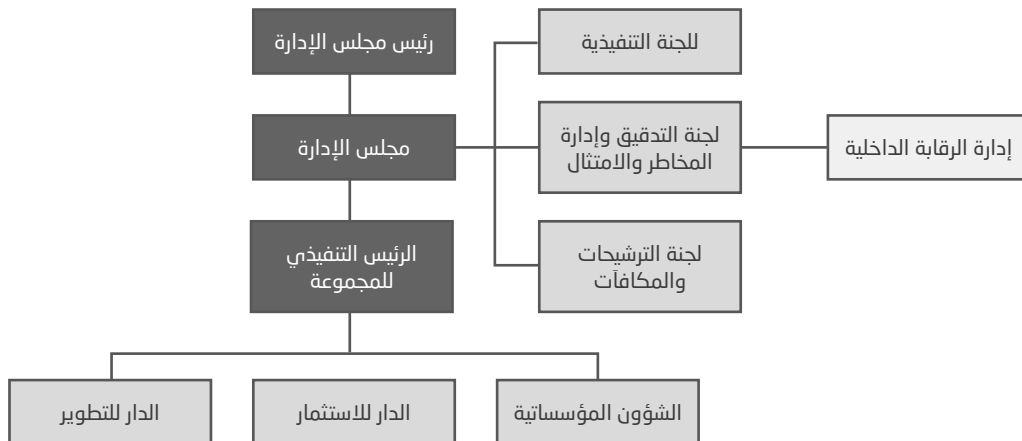 رئيس مجلس الإدارة
للجنة التنفيذية
مجلس الإدارة
لجنة التدقيق وإدارة
المخاطر والامتثال
إدارة الرقابة الداخلية
الرئيس التنفيذي
للمجموعة
لجنة الترشيحات
والمكافآت
الشؤون المؤسساتية
الدار للاستثمار
الدار للتطوير